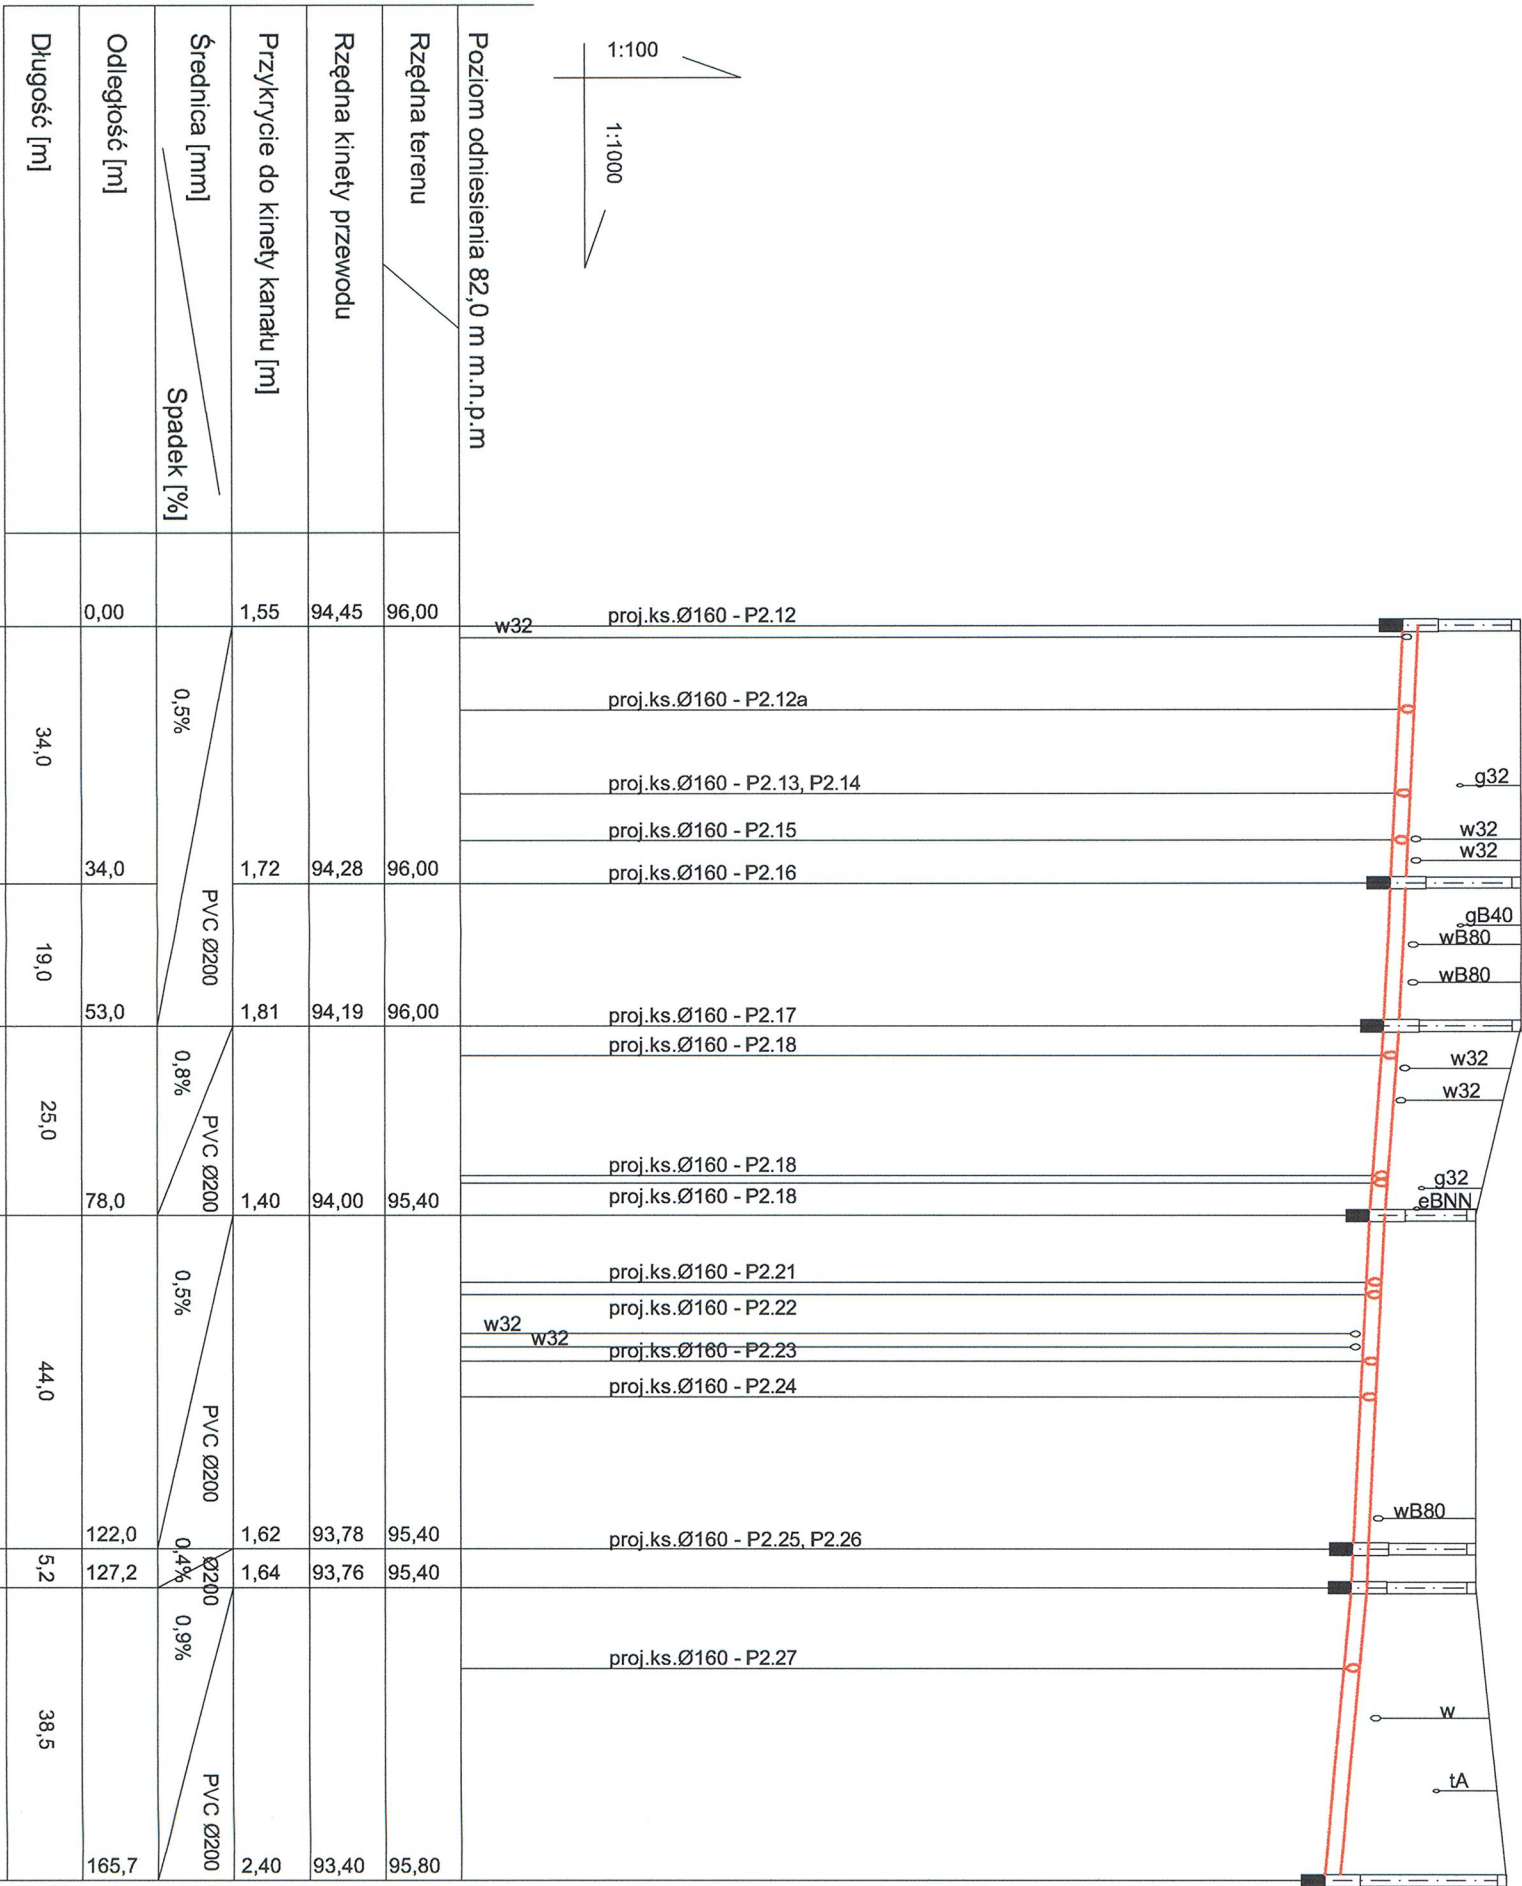 1:100
1:1000
Poziom odniesienia 82,0 m m.n.p.m
Rzędna terenu
Rzędna kinety przewodu
Przykrycie do kinety kanału [m]
Średnica [mm]
Spadek [%]
Odległość [m]
Długość [m]
0,00
1,55
94,45
96,00
34,0
1,72
94,28
96,00
53,0
1,81
94,19
96,00
78,0
1,40
94,00
95,40
122,0
1,62
93,78
95,40
127,2
1,64
93,76
95,40
165,7
2,40
93,40
95,80
0,5%
PVC Ø200
0,8%
PVC Ø200
0,5%
PVC Ø200
0,4%
Ø200
0,9%
PVC Ø200
34,0
19,0
25,0
44,0
5,2
38,5
proj.ks.Ø160 - P2.12
w32
proj.ks.Ø160 - P2.12a
proj.ks.Ø160 - P2.13, P2.14
proj.ks.Ø160 - P2.15
proj.ks.Ø160 - P2.16
proj.ks.Ø160 - P2.17
proj.ks.Ø160 - P2.18
proj.ks.Ø160 - P2.18
proj.ks.Ø160 - P2.18
proj.ks.Ø160 - P2.21
proj.ks.Ø160 - P2.22
w32
w32
proj.ks.Ø160 - P2.23
proj.ks.Ø160 - P2.24
proj.ks.Ø160 - P2.25, P2.26
proj.ks.Ø160 - P2.27
g32
w32
w32
gB40
wB80
wB80
w32
w32
g32
eBNN
wB80
w
tA